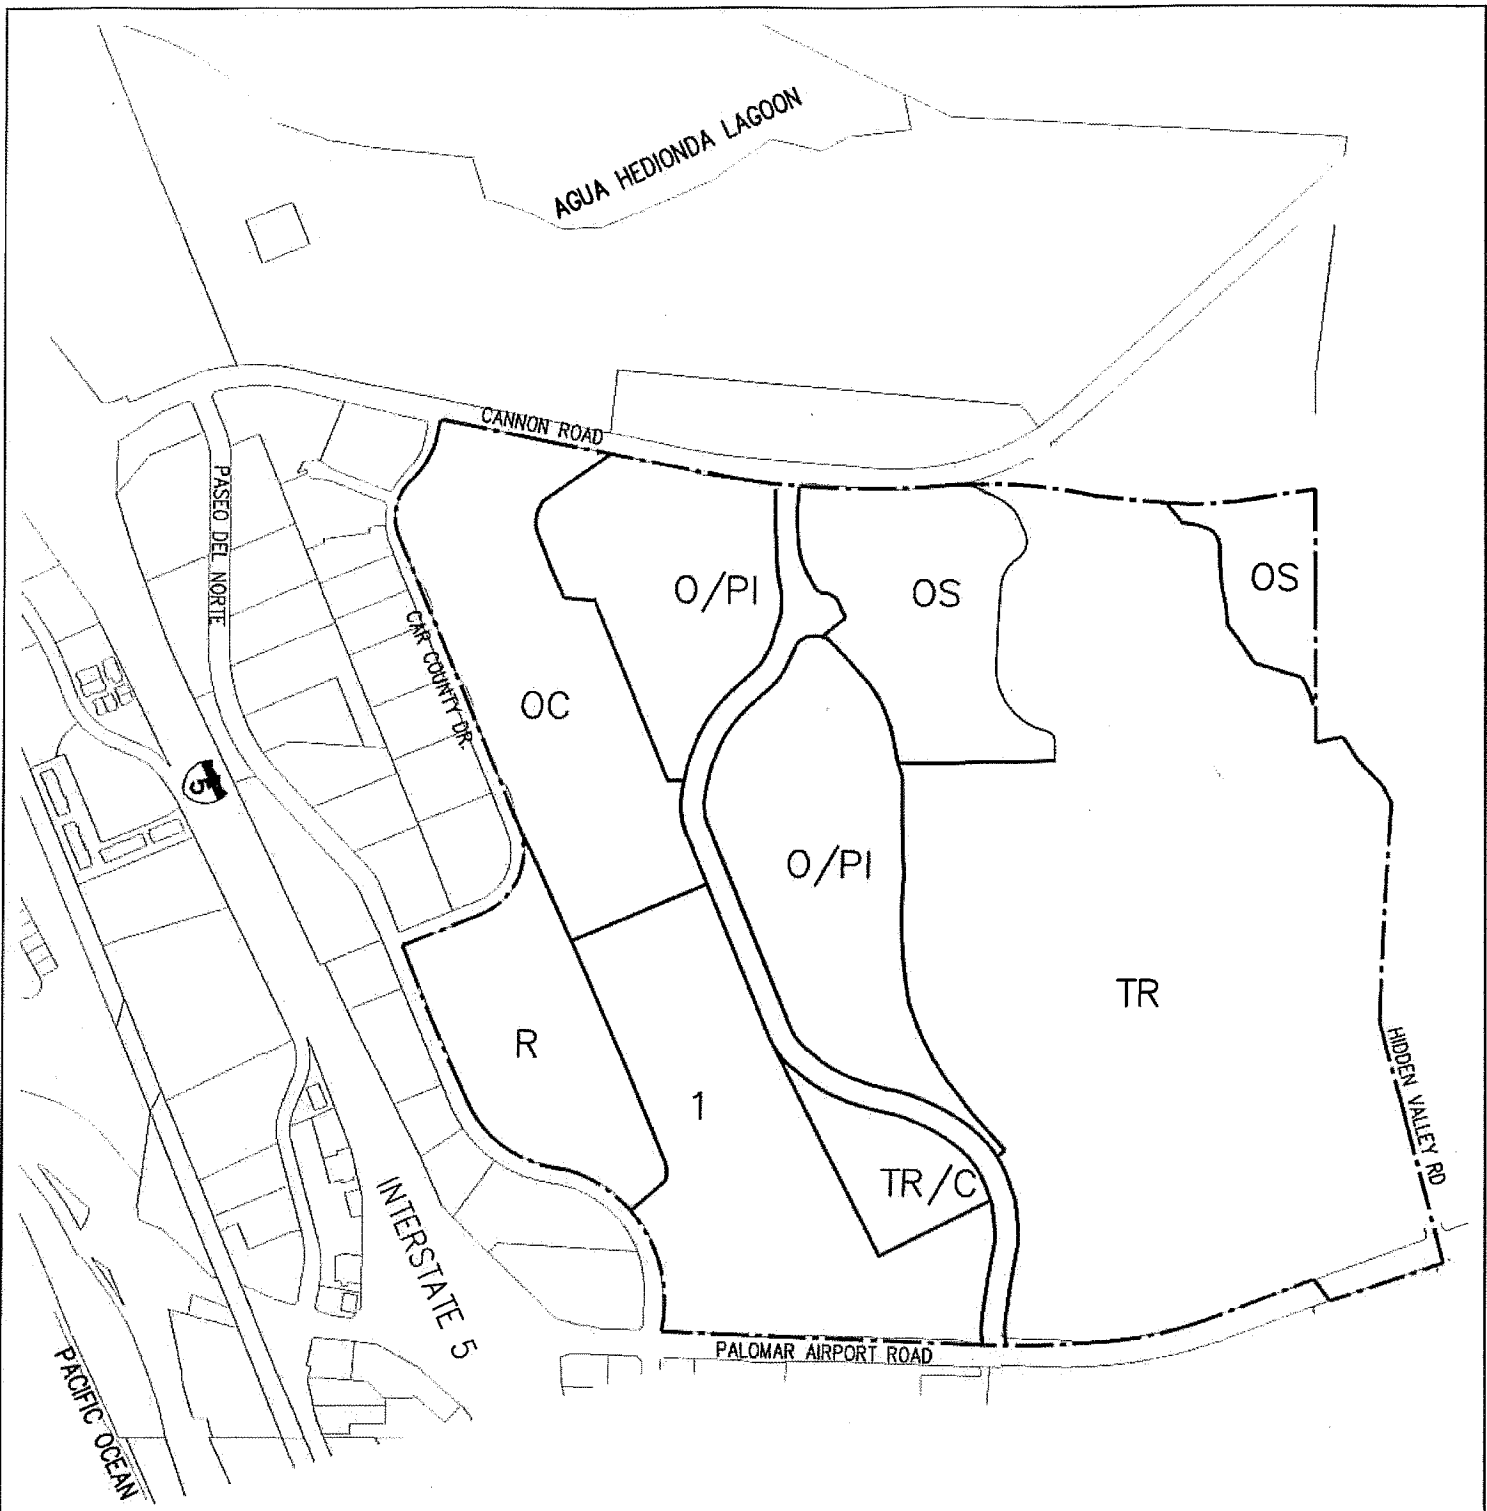 AGUA HEDIONDA LAGOON
CANNON ROAD
PASEO DEL NORTE
O/PI
OS
OS
CAR COUNTY DR.
OC
5
O/PI
TR
R
HIDDEN VALLEY RD
1
TR/C
INTERSTATE 5
PALOMAR AIRPORT ROAD
PACIFIC OCEAN